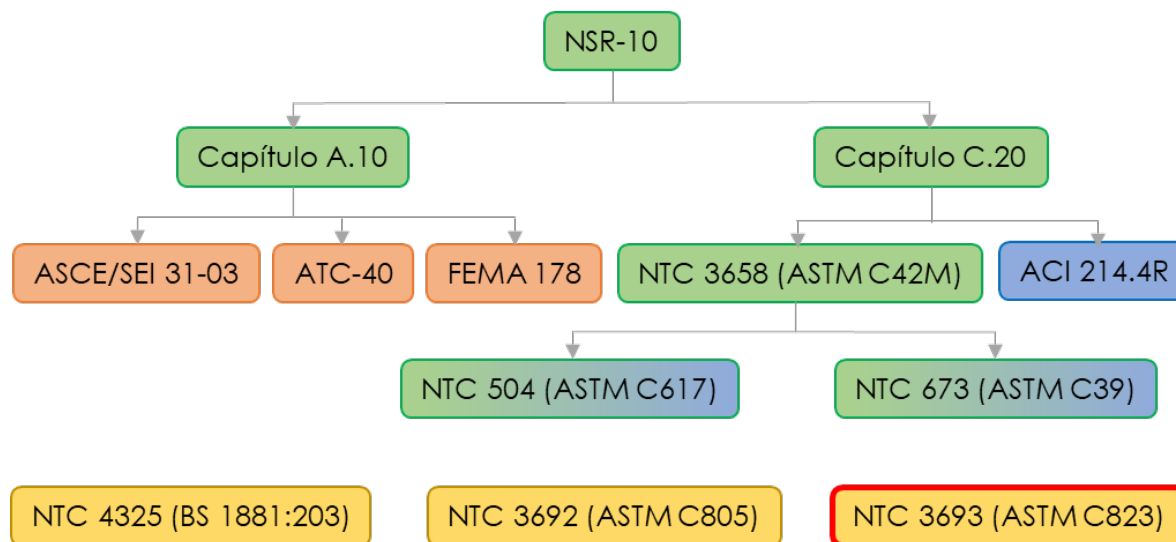 NSR-10
Capítulo A.10
Capítulo C.20
ASCE/SEI 31-03
ATC-40
FEMA 178
NTC 3658 (ASTM C42M)
ACI 214.4R
NTC 504 (ASTM C617)
NTC 673 (ASTM C39)
NTC 4325 (BS 1881:203)
NTC 3692 (ASTM C805)
NTC 3693 (ASTM C823)